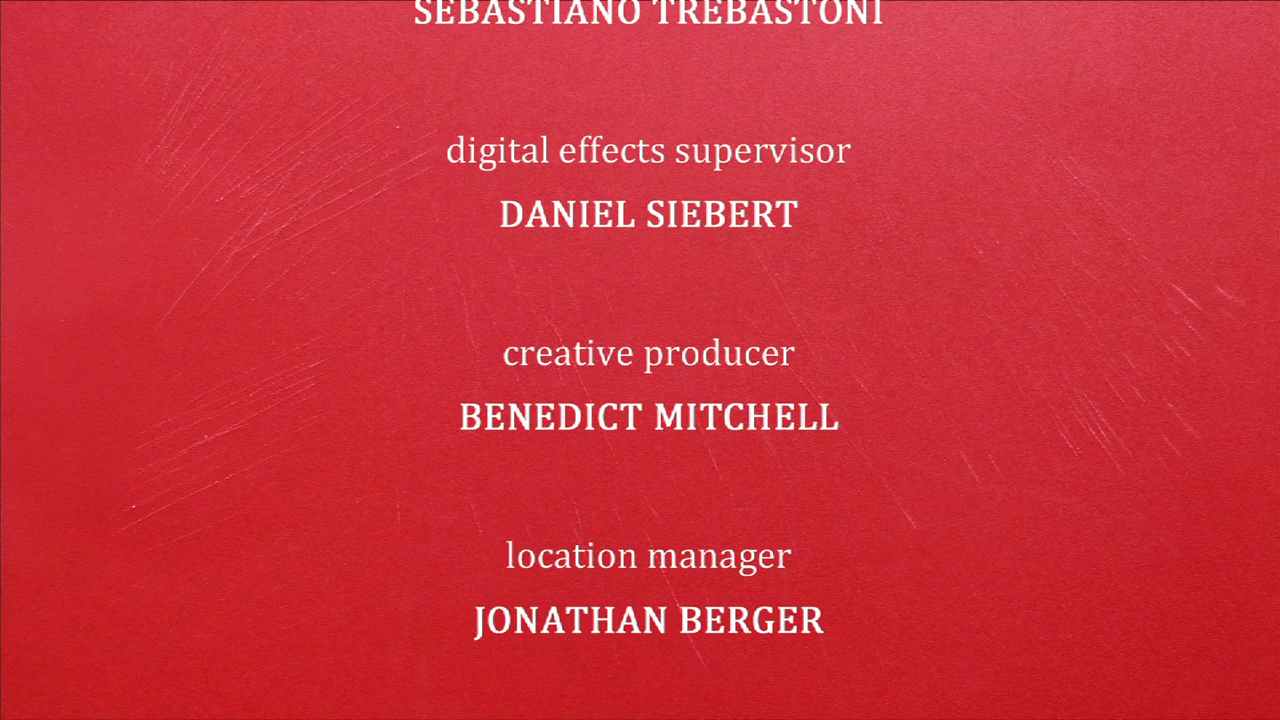 SEBASTIANO TREBASTONI
digital effects supervisor
DANIEL SIEBERT
creative producer
BENEDICT MITCHELL
location manager
JONATHAN BERGER